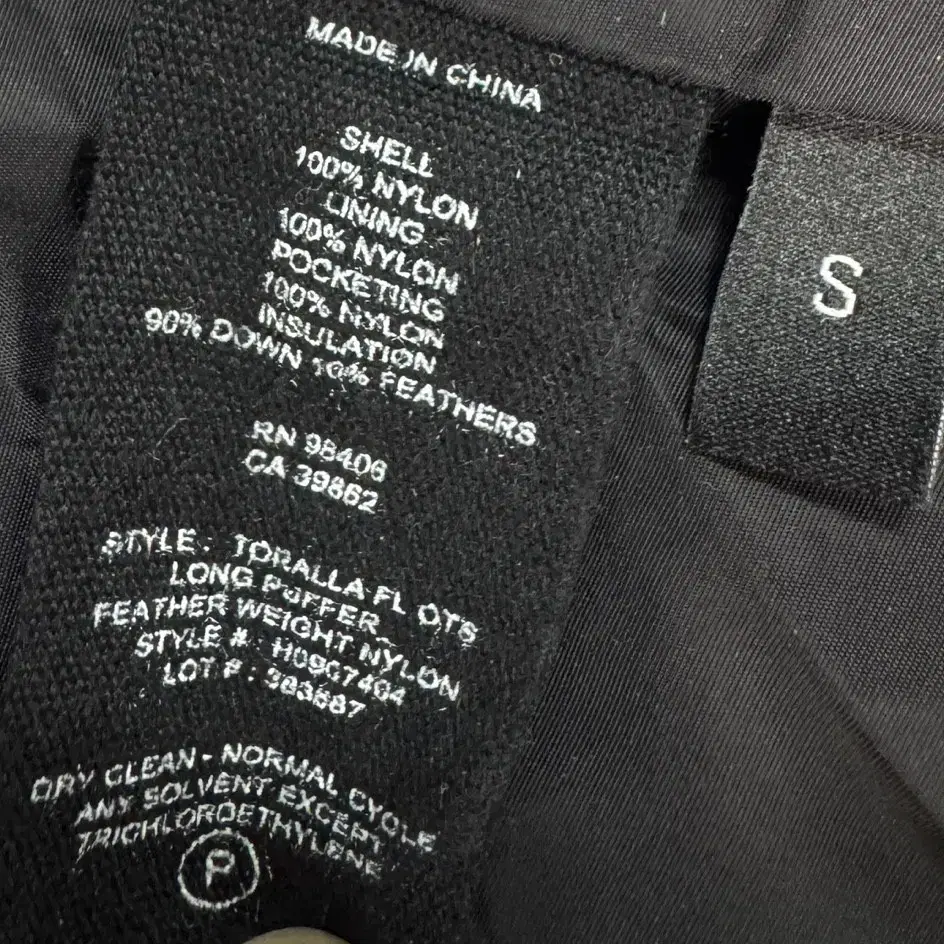 MADE IN CHINA
SHELL
100% NYLON
LINING
100% NYLON
POCKETING
100% NYLON
INSULATION
90% DOWN 10% FEATHERS
RN 98406
CA 39862
STYLE: TORALLA-FL OTS
LONG PUFFER
FEATHER WEIGHT NYLON
STYLE #: H09G7404
LOT #: 383887
DRY CLEAN - NORMAL CYCLE
ANY SOLVENT EXCEPT
TRICHLOROETHYLENE
P
S